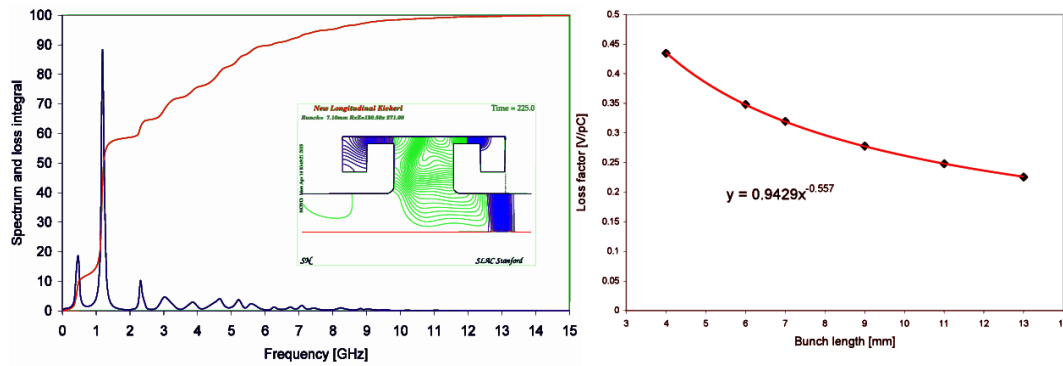 Spectrum and loss integral
100
90
80
70
60
50
40
30
20
10
0
0 1 2 3 4 5 6 7 8 9 10 11 12 13 14 15
Frequency [GHz]
New Longitudinal Kickeri
Time = 225.0
SN
SLAC Stanford
Loss factor [V/pC]
0.5
0.45
0.4
0.35
0.3
0.25
0.2
0.15
0.1
0.05
0
y = 0.9429x^-0.557
3 4 5 6 7 8 9 10 11 12 13 14
Bunch length [mm]